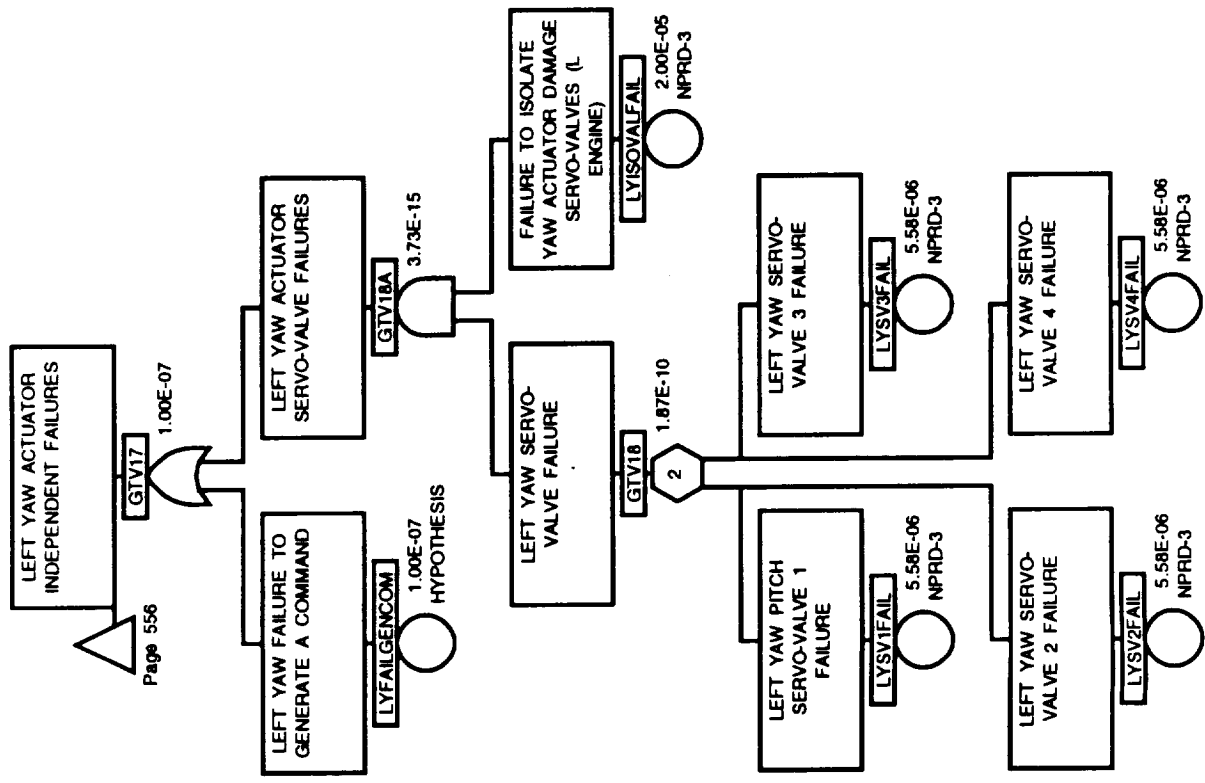 LEFT YAW ACTUATOR
INDEPENDENT FAILURES
Page 556
GTV17
1.00E-07
LEFT YAW FAILURE TO
GENERATE A COMMAND
LYFAILGENCOM
1.00E-07
HYPOTHESIS
LEFT YAW ACTUATOR
SERVO-VALVE FAILURES
GTV18A
3.73E-15
LEFT YAW SERVO-
VALVE FAILURE
GTV18
1.87E-10
2
FAILURE TO ISOLATE
YAW ACTUATOR DAMAGE
SERVO-VALVES (L
ENGINE)
LYISOVALFAIL
2.00E-05
NPRD-3
LEFT YAW PITCH
SERVO-VALVE 1
FAILURE
LYSV1FAIL
5.58E-06
NPRD-3
LEFT YAW SERVO-
VALVE 3 FAILURE
LYSV3FAIL
5.58E-06
NPRD-3
LEFT YAW SERVO-
VALVE 2 FAILURE
LYSV2FAIL
5.58E-06
NPRD-3
LEFT YAW SERVO-
VALVE 4 FAILURE
LYSV4FAIL
5.58E-06
NPRD-3